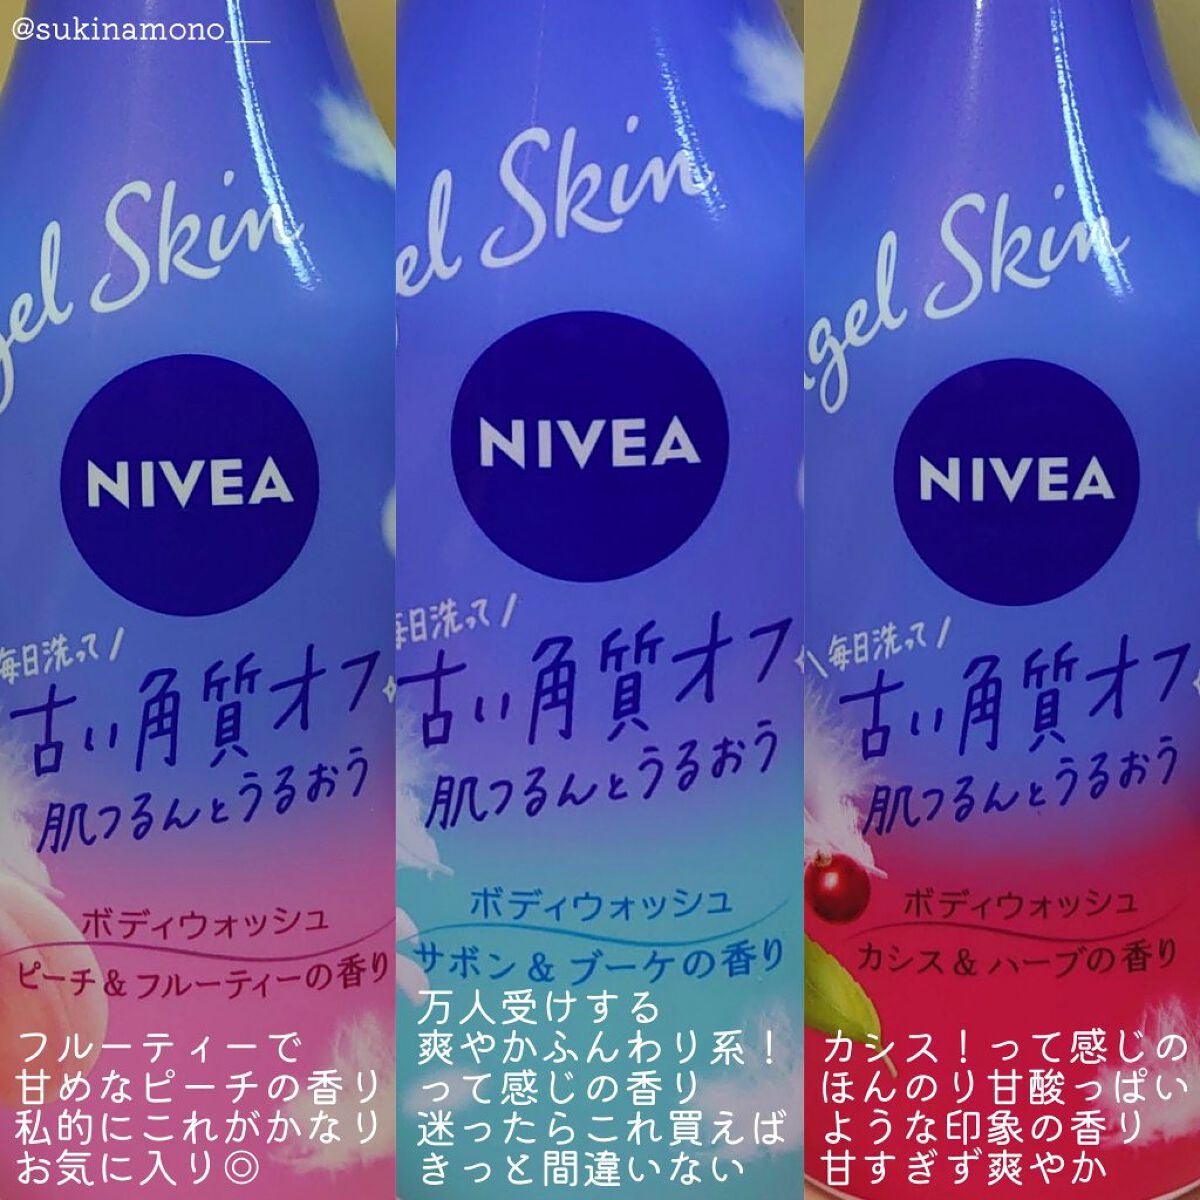 @sukinamono___
gel Skin
NIVEA
毎日洗って
古い角質オフ
肌つるんとうるおう
ボディウォッシュ
ピーチ&フルーティーの香り
フルーティーで
甘めなピーチの香り
私的にこれがかなり
お気に入り◎
el Skin
NIVEA
毎日洗って
古い角質オフ
肌つるんとうるおう
ボディウォッシュ
サボン&ブーケの香り
万人受けする
爽やかふんわり系!
って感じの香り
迷ったらこれ買えば
きっと間違いない
Angel Skin
NIVEA
毎日洗って
古い角質オフ
肌つるんとうるおう
ボディウォッシュ
カシス&ハーブの香り
カシス!って感じの
ほんのり甘酸っぱい
ような印象の香り
甘すぎず爽やか